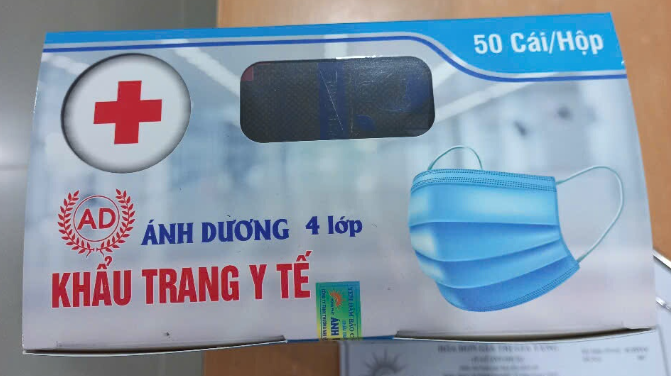 50 Cái/Hộp
AD
ÁNH DƯƠNG 4 lớp
KHẨU TRANG Y TẾ